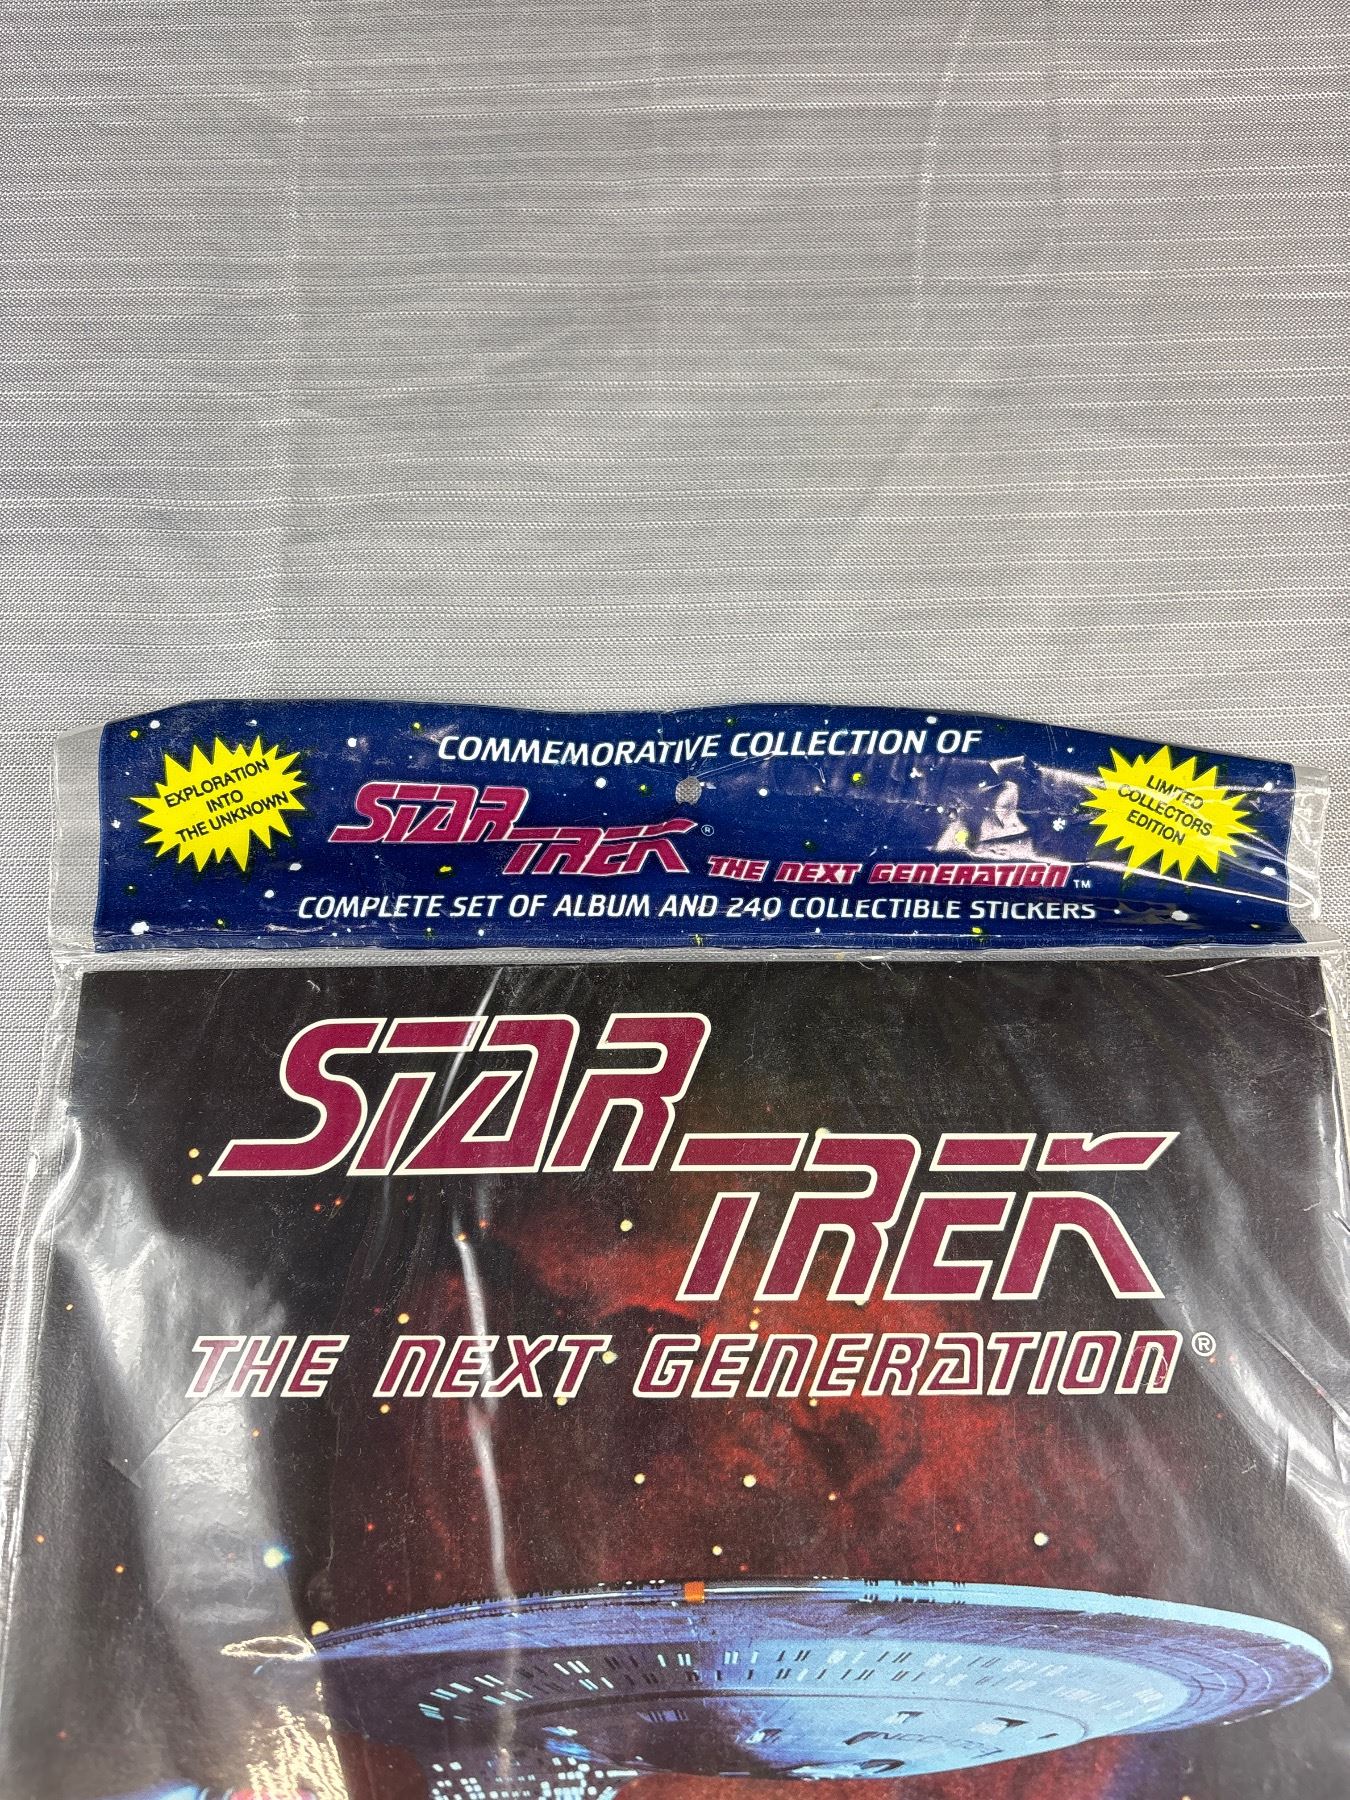 COMMEMORATIVE COLLECTION OF
EXPLORATION
INTO
THE UNKNOWN
STAR
TREK®
THE NEXT GENERATION™
LIMITED
COLLECTORS
EDITION
COMPLETE SET OF ALBUM AND 240 COLLECTIBLE STICKERS
STAR
TREK
THE NEXT GENERATION®